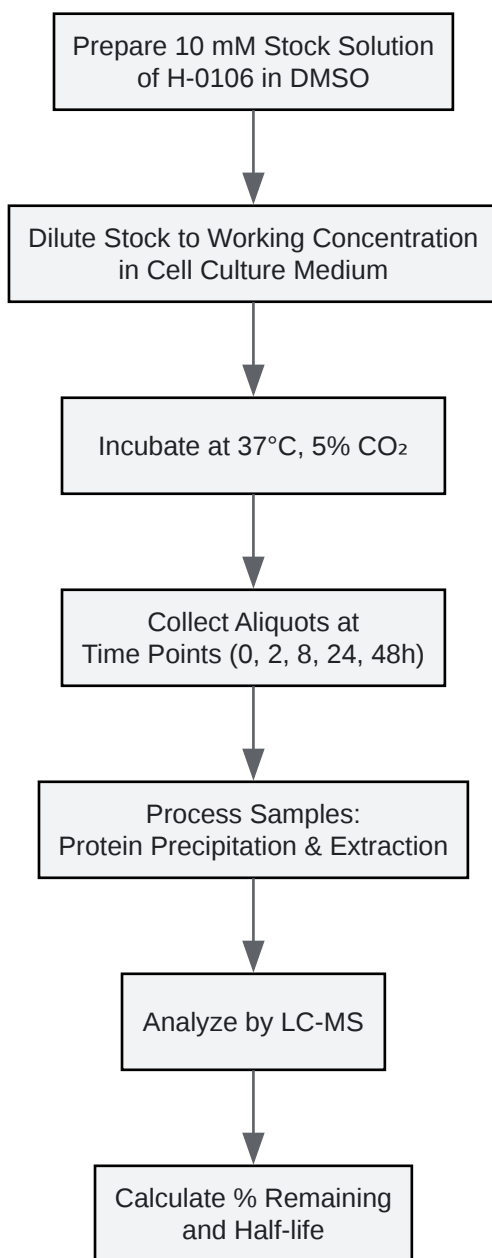 Prepare 10 mM Stock Solution
of H-0106 in DMSO
Dilute Stock to Working Concentration
in Cell Culture Medium
Incubate at 37°C, 5% CO₂
Collect Aliquots at
Time Points (0, 2, 8, 24, 48h)
Process Samples:
Protein Precipitation & Extraction
Analyze by LC-MS
Calculate % Remaining
and Half-life